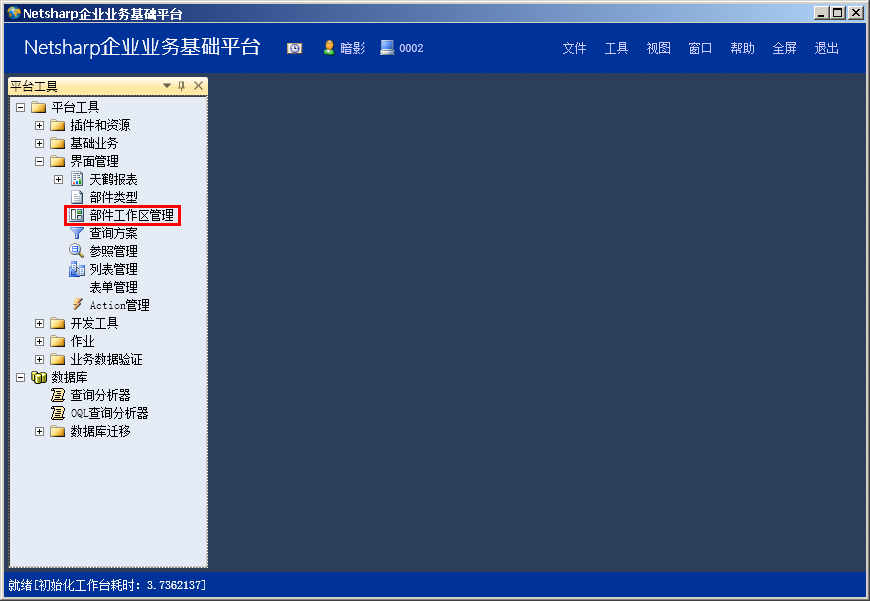 Netsharp企业业务基础平台
Netsharp企业业务基础平台 暗影 0002 文件 工具 视图 窗口 帮助 全屏 退出
平台工具
平台工具
插件和资源
基础业务
界面管理
天鹤报表
部件类型
部件工作区管理
查询方案
参照管理
列表管理
表单管理
Action管理
开发工具
作业
业务数据验证
数据库
查询分析器
OQL查询分析器
数据库迁移
就绪[初始化工作台耗时: 3.7362137]